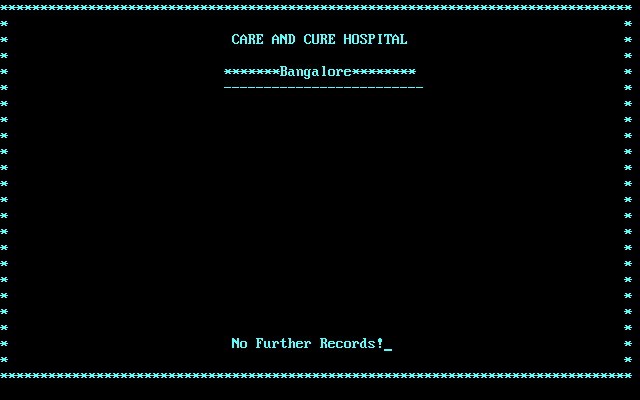 CARE AND CURE HOSPITAL
*******Bangalore********
-------------------------
No Further Records!_